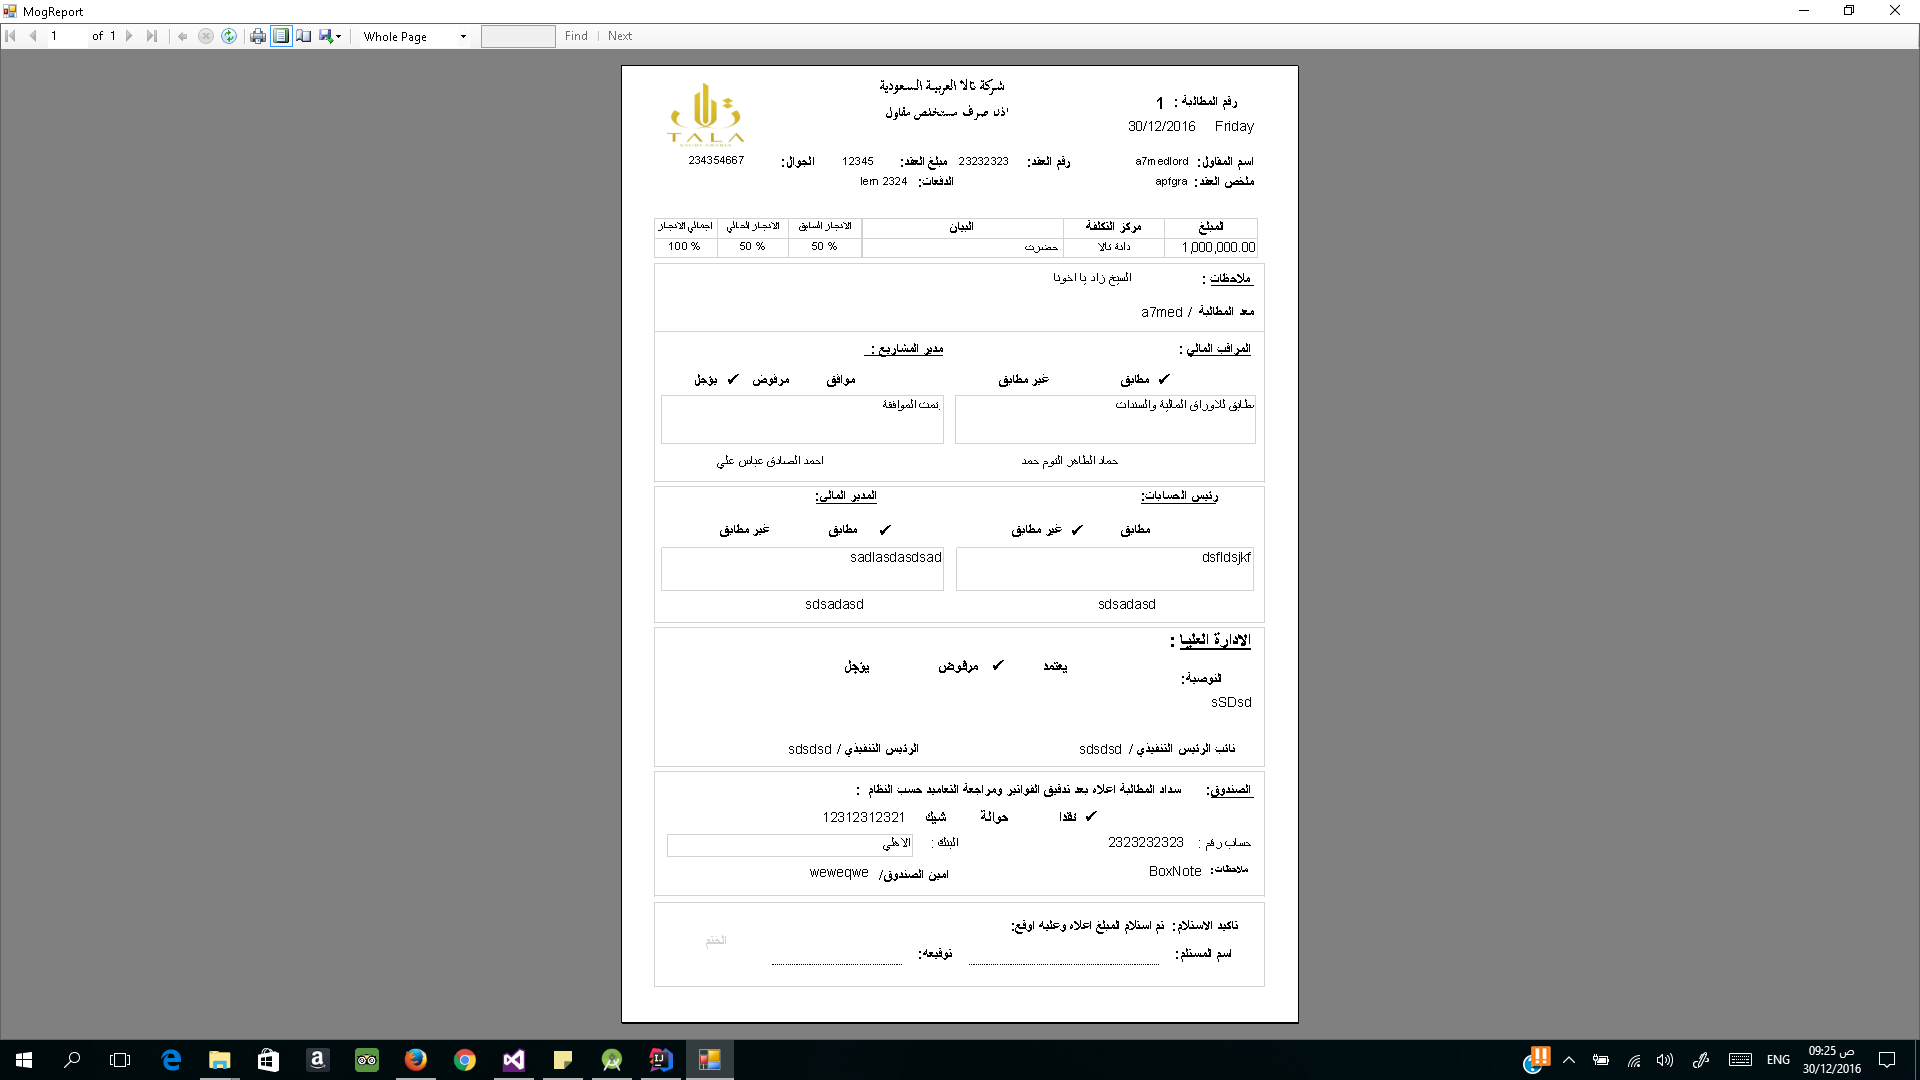 MogReport
1 of 1 Whole Page Find | Next
شركة تالا العربية السعودية
رقم المطالبة : 1
اذن صرف مستخلص مقاول
TALA
30/12/2016 Friday
اسم المقاول: a7medlord رقم العقد: 23232323 مبلغ العقد: 12345 الجوال: 234354667
ملخص العقد: apfgra الدفعات: lern 2324
المبلغ مركز التكلفة البيان الانجاز السابق الانجاز الحالي اجمالي الانجاز
1,000,000.00 دانة تالا حضرت 50 % 50 % 100 %
ملاحظات : الشيخ زاد يا اخونا
معد المطالبة / a7med
المراقب المالي : مدير المشاريع :
✔ مطابق غير مطابق موافق مرفوض ✔ يؤجل
مطابق للاوراق المالية والسندات تمت الموافقة.
حماد الطاهر النوم حمد احمد الصادق عباس علي
رئيس الحسابات: المدير المالي:
مطابق ✔ غير مطابق ✔ مطابق غير مطابق
dsfldsjkf sadlasdasdsad
sdsadasd sdsadasd
الادارة العليا :
يعتمد ✔ مرفوض يؤجل
التوصية:
sSDsd
نائب الرئيس التنفيذي / sdsdsd الرئيس التنفيذي / sdsdsd
الصندوق: سداد المطالبة اعلاه بعد تدقيق الفواتير ومراجعة التعاميد حسب النظام :
✔ نقدا حوالة شيك 12312312321
حساب رقم : 2323232323 البنك : الاهلي
ملاحظات: BoxNote امين الصندوق/ weweqwe
تاكيد الاستلام: تم استلام المبلغ اعلاه وعليه اوقع:
الختم
اسم المستلم: توقيعه:
ENG 09:25 ص
30/12/2016